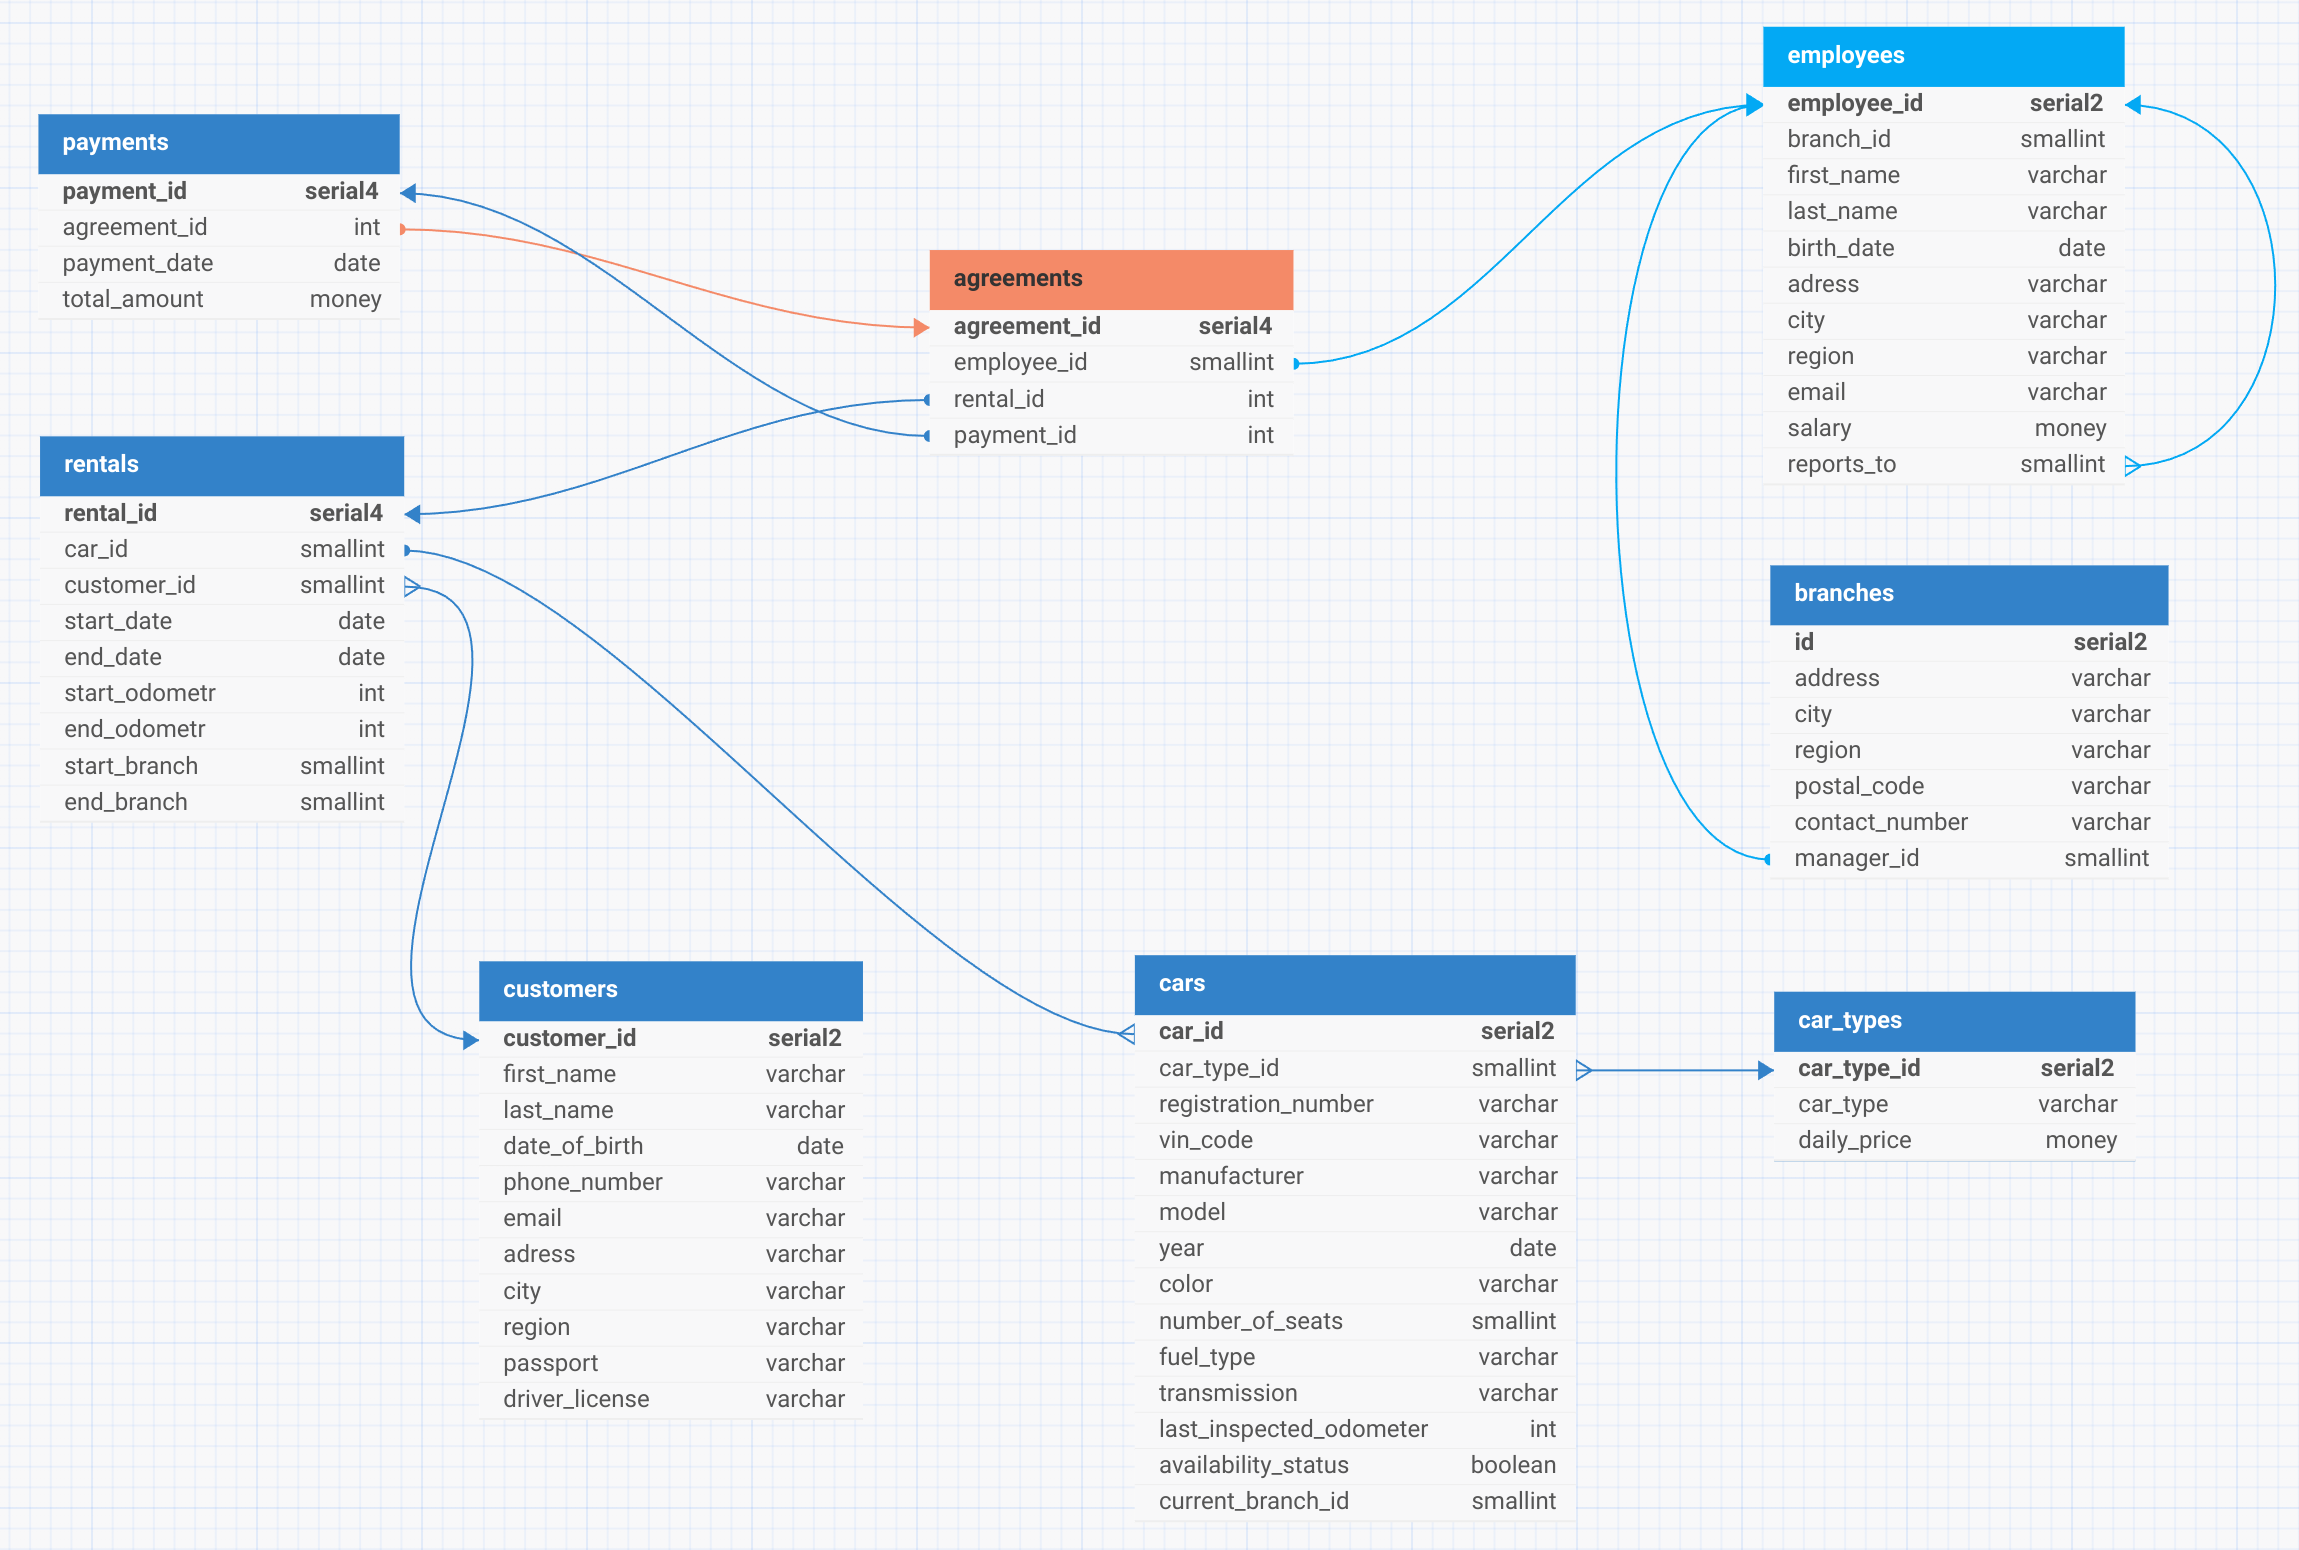 payments
payment_id serial4
agreement_id int
payment_date date
total_amount money
rentals
rental_id serial4
car_id smallint
customer_id smallint
start_date date
end_date date
start_odometr int
end_odometr int
start_branch smallint
end_branch smallint
agreements
agreement_id serial4
employee_id smallint
rental_id int
payment_id int
employees
employee_id serial2
branch_id smallint
first_name varchar
last_name varchar
birth_date date
adress varchar
city varchar
region varchar
email varchar
salary money
reports_to smallint
branches
id serial2
address varchar
city varchar
region varchar
postal_code varchar
contact_number varchar
manager_id smallint
customers
customer_id serial2
first_name varchar
last_name varchar
date_of_birth date
phone_number varchar
email varchar
adress varchar
city varchar
region varchar
passport varchar
driver_license varchar
cars
car_id serial2
car_type_id smallint
registration_number varchar
vin_code varchar
manufacturer varchar
model varchar
year date
color varchar
number_of_seats smallint
fuel_type varchar
transmission varchar
last_inspected_odometer int
availability_status boolean
current_branch_id smallint
car_types
car_type_id serial2
car_type varchar
daily_price money